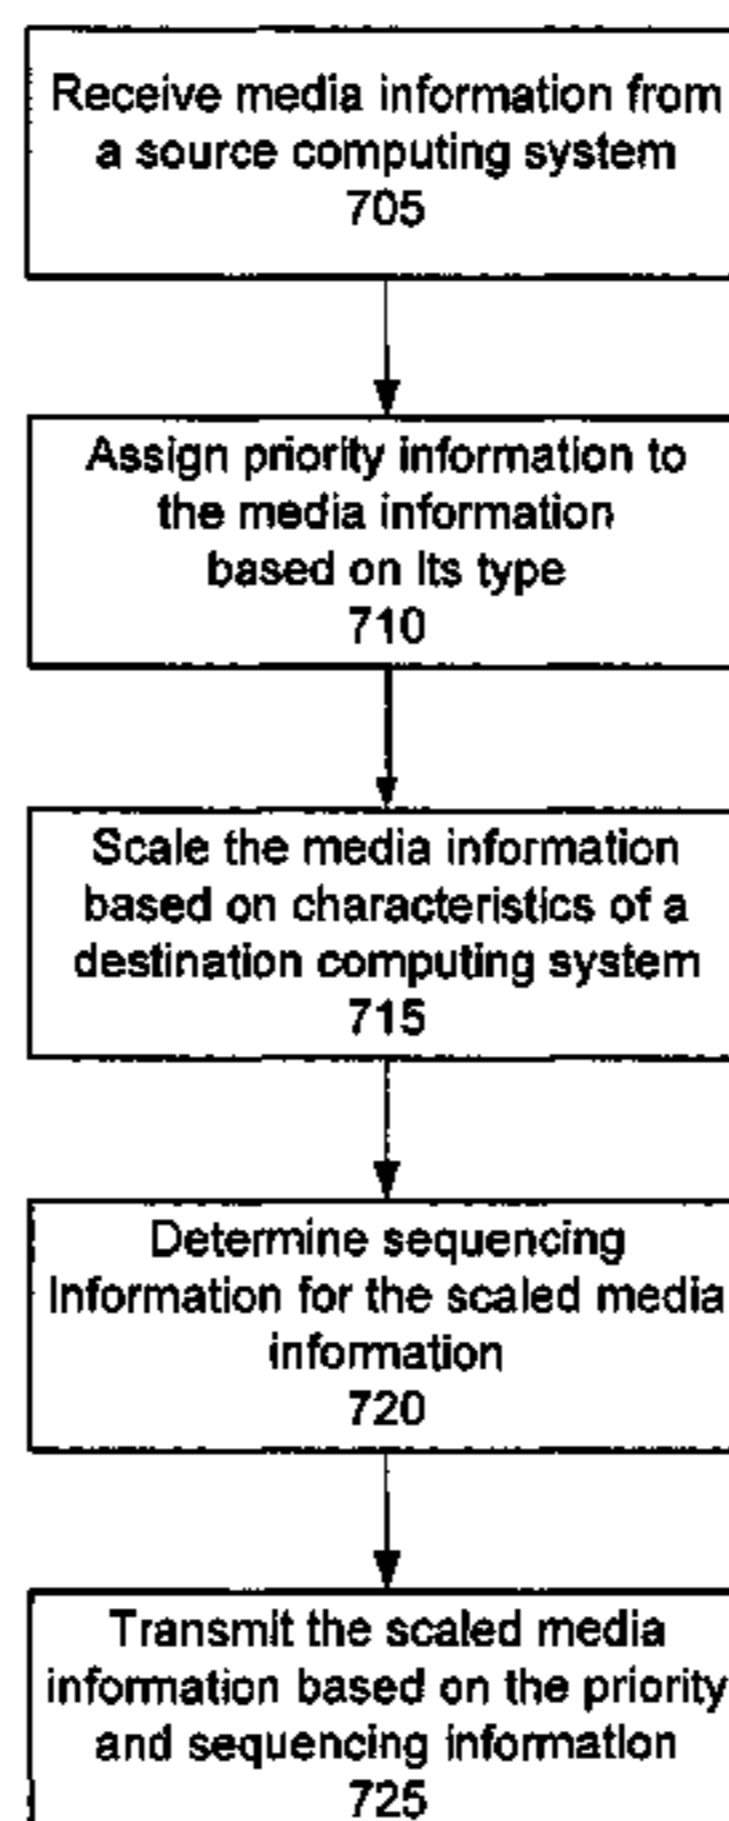 Receive media information from
a source computing system
705
Assign priority information to
the media information
based on its type
710
Scale the media information
based on characteristics of a
destination computing system
715
Determine sequencing
information for the scaled media
information
720
Transmit the scaled media
information based on the priority
and sequencing information
725